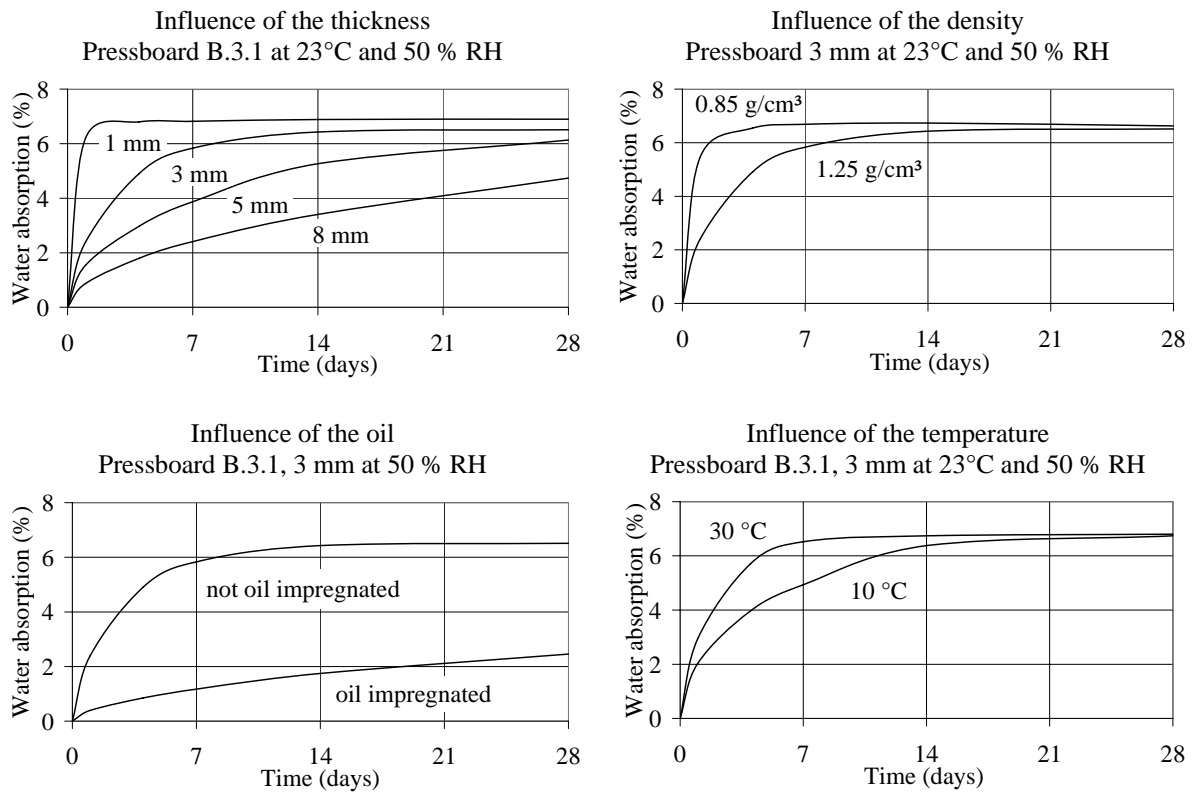 Influence of the thickness
Pressboard B.3.1 at 23°C and 50 % RH
Water absorption (%)
8
6
4
2
0
1 mm
3 mm
5 mm
8 mm
0
7
14
21
28
Time (days)
Influence of the density
Pressboard 3 mm at 23°C and 50 % RH
Water absorption (%)
8
6
4
2
0
0.85 g/cm³
1.25 g/cm³
0
7
14
21
28
Time (days)
Influence of the oil
Pressboard B.3.1, 3 mm at 50 % RH
Water absorption (%)
8
6
4
2
0
not oil impregnated
oil impregnated
0
7
14
21
28
Time (days)
Influence of the temperature
Pressboard B.3.1, 3 mm at 23°C and 50 % RH
Water absorption (%)
8
6
4
2
0
30 °C
10 °C
0
7
14
21
28
Time (days)